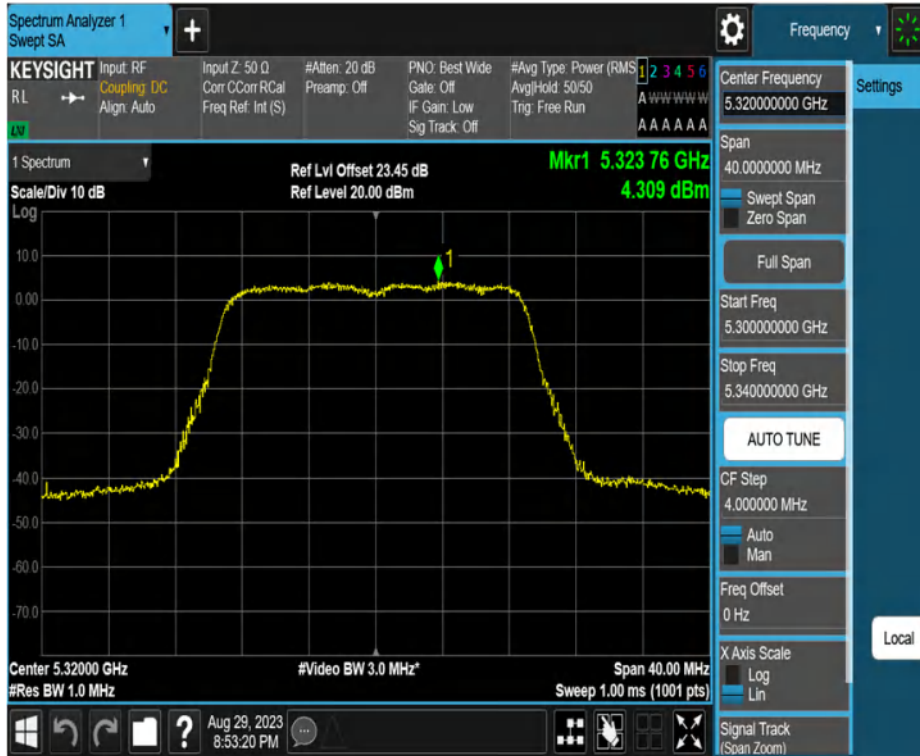 Spectrum Analyzer 1
Swept SA
Frequency
KEYSIGHT
RL
LXI
Input: RF
Coupling: DC
Align: Auto
Input Z: 50 Ω
Corr CCorr RCal
Freq Ref: Int (S)
#Atten: 20 dB
Preamp: Off
PNO: Best Wide
Gate: Off
IF Gain: Low
Sig Track: Off
#Avg Type: Power (RMS
Avg|Hold: 50/50
Trig: Free Run
1 2 3 4 5 6
A W W W W W
A A A A A A
Center Frequency
5.320000000 GHz
Settings
Span
40.0000000 MHz
Swept Span
Zero Span
Full Span
Start Freq
5.300000000 GHz
Stop Freq
5.340000000 GHz
AUTO TUNE
CF Step
4.000000 MHz
Auto
Man
Freq Offset
0 Hz
X Axis Scale
Log
Lin
Signal Track
(Span Zoom)
Local
1 Spectrum
Scale/Div 10 dB
Log
Ref Lvl Offset 23.45 dB
Ref Level 20.00 dBm
Mkr1 5.323 76 GHz
4.309 dBm
1
10.0
0.00
-10.0
-20.0
-30.0
-40.0
-50.0
-60.0
-70.0
Center 5.32000 GHz
#Res BW 1.0 MHz
#Video BW 3.0 MHz*
Span 40.00 MHz
Sweep 1.00 ms (1001 pts)
?
Aug 29, 2023
8:53:20 PM